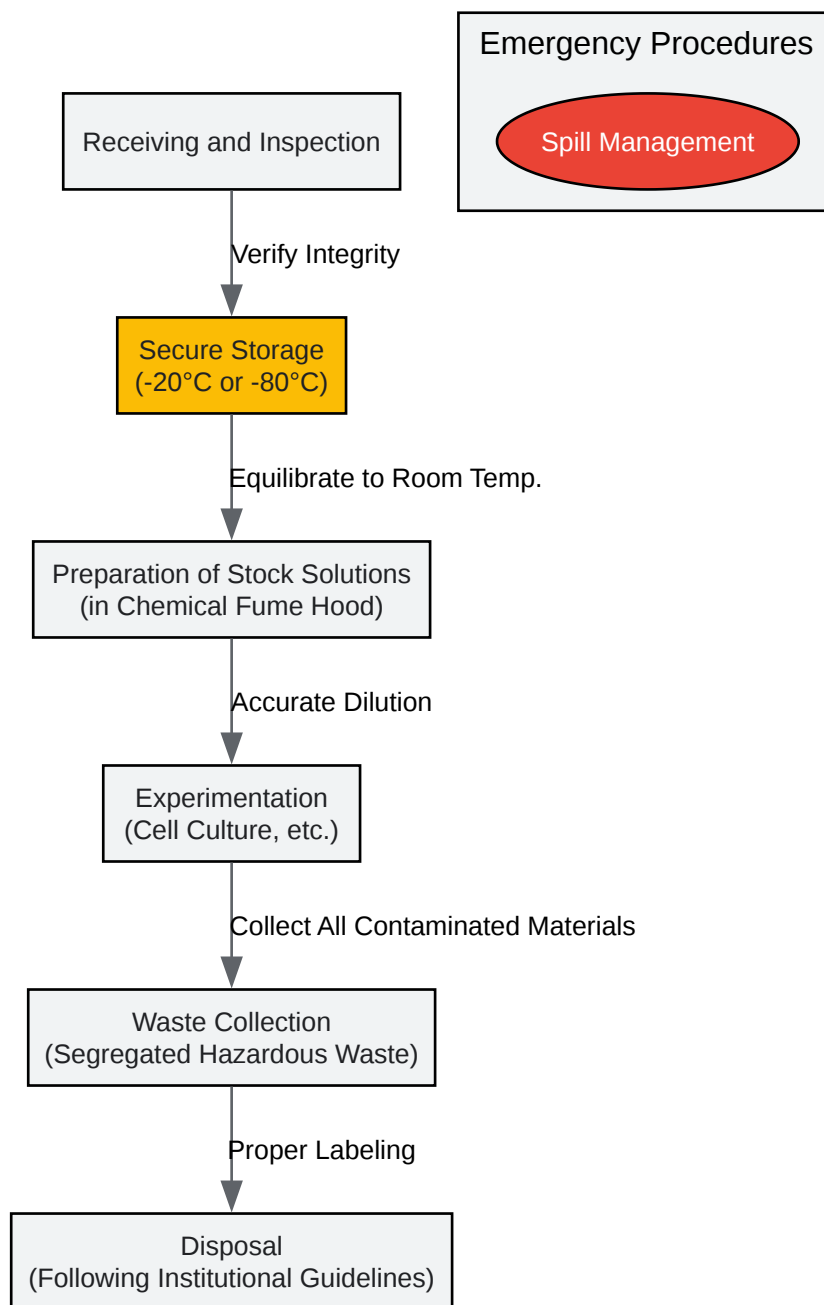 Emergency Procedures
Spill Management
Receiving and Inspection
Verify Integrity
Secure Storage
(-20°C or -80°C)
Equilibrate to Room Temp.
Preparation of Stock Solutions
(in Chemical Fume Hood)
Accurate Dilution
Experimentation
(Cell Culture, etc.)
Collect All Contaminated Materials
Waste Collection
(Segregated Hazardous Waste)
Proper Labeling
Disposal
(Following Institutional Guidelines)